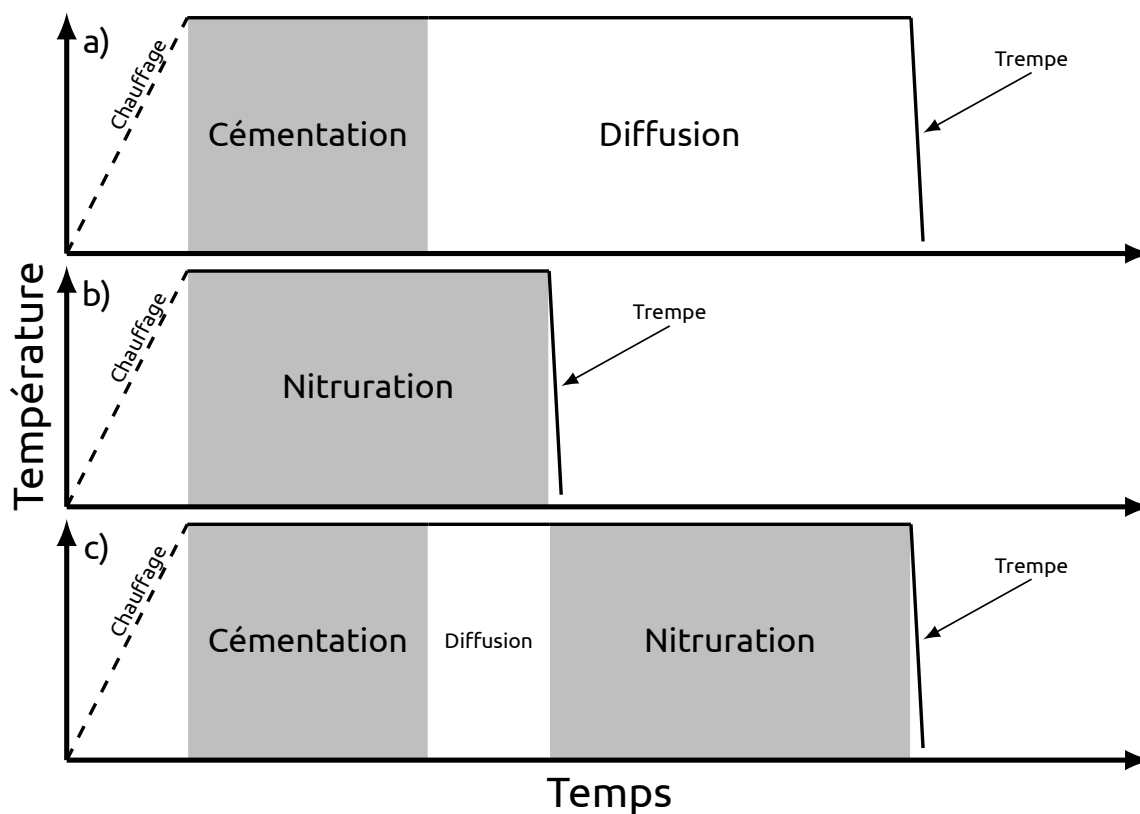 a)
Chauffage
Cémentation
Diffusion
Trempe
b)
Chauffage
Nitruration
Trempe
c)
Chauffage
Cémentation
Diffusion
Nitruration
Trempe
Température
Temps